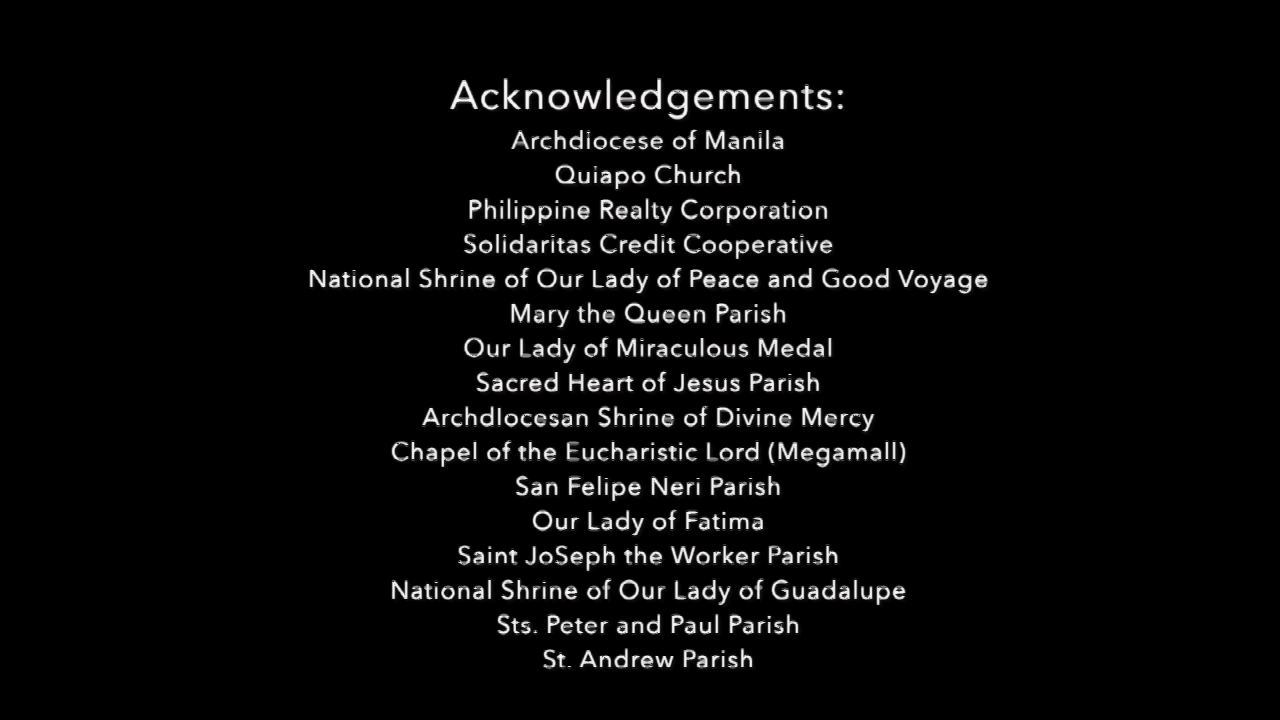 Acknowledgements:
Archdiocese of Manila
Quiapo Church
Philippine Realty Corporation
Solidaritas Credit Cooperative
National Shrine of Our Lady of Peace and Good Voyage
Mary the Queen Parish
Our Lady of Miraculous Medal
Sacred Heart of Jesus Parish
ArchdIocesan Shrine of Divine Mercy
Chapel of the Eucharistic Lord (Megamall)
San Felipe Neri Parish
Our Lady of Fatima
Saint JoSeph the Worker Parish
National Shrine of Our Lady of Guadalupe
Sts. Peter and Paul Parish
St. Andrew Parish